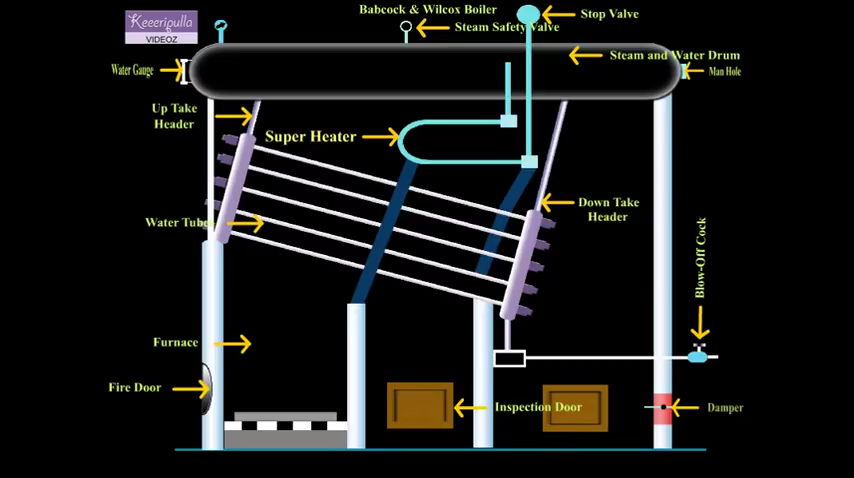 Keeeripulla
VIDEOZ
Babcock & Wilcox Boiler
Stop Valve
Steam Safety Valve
Steam and Water Drum
Water Gauge
Man Hole
Up Take
Header
Super Heater
Down Take
Header
Water Tube
Blow-Off Cock
Furnace
Fire Door
Inspection Door
Damper